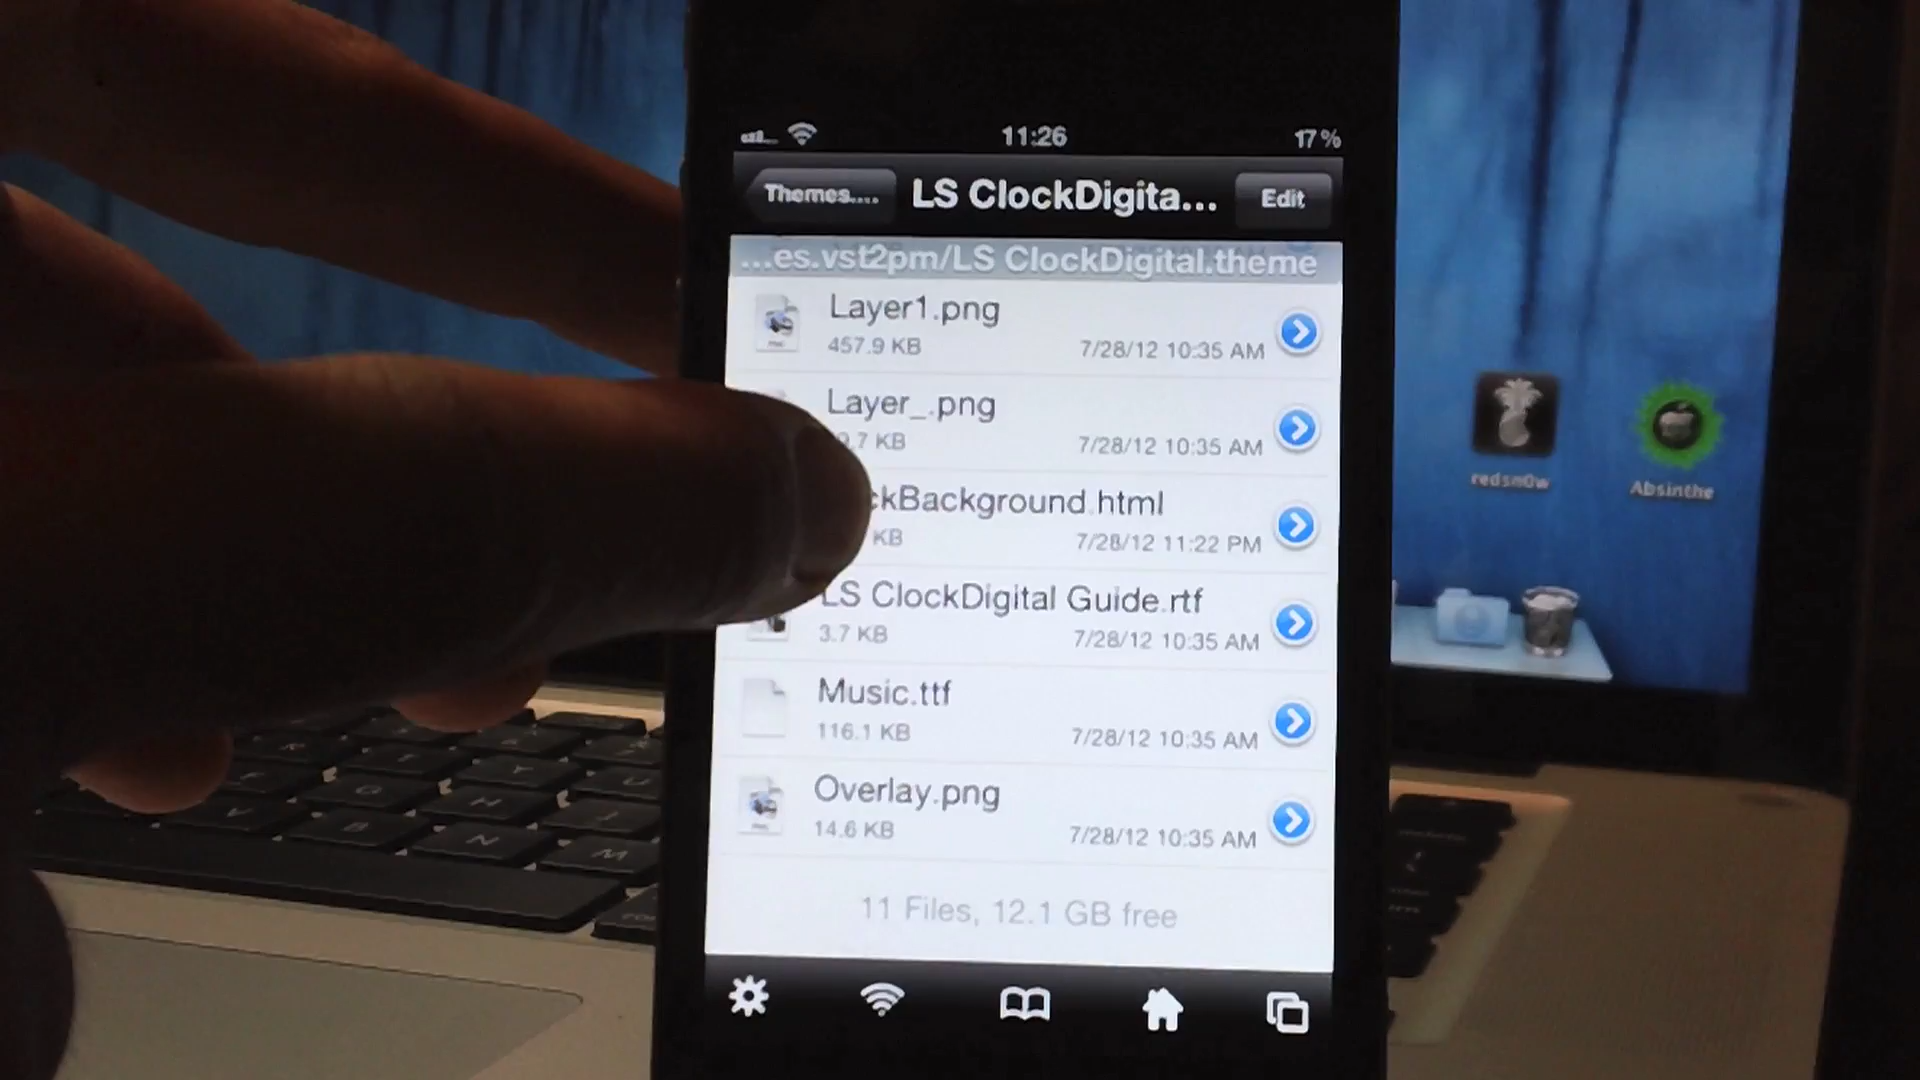 11:26
17%
Themes....
LS ClockDigita...
Edit
...es.vst2pm/LS ClockDigital.theme
Layer1.png
457.9 KB
7/28/12 10:35 AM
Layer_.png
9.7 KB
7/28/12 10:35 AM
ckBackground.html
KB
7/28/12 11:22 PM
LS ClockDigital Guide.rtf
3.7 KB
7/28/12 10:35 AM
Music.ttf
116.1 KB
7/28/12 10:35 AM
Overlay.png
14.6 KB
7/28/12 10:35 AM
11 Files, 12.1 GB free
redsn0w
Absinthe
R
T
Y
U
F
G
H
J
V
B
N
M